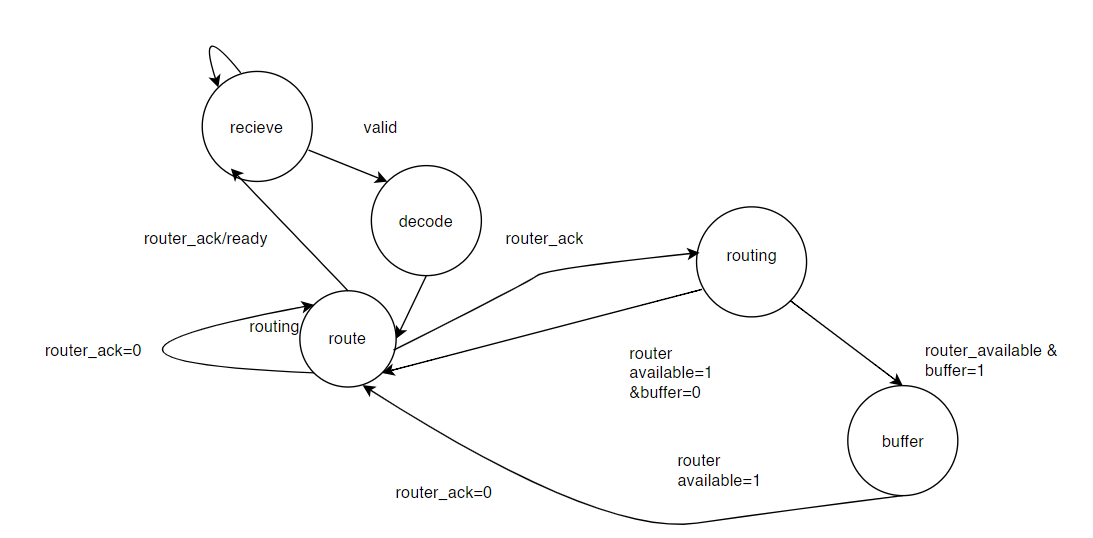 recieve
valid
decode
router_ack/ready
router_ack
routing
routing
route
router_ack=0
router
available=1
&buffer=0
router_available &
buffer=1
buffer
router
available=1
router_ack=0